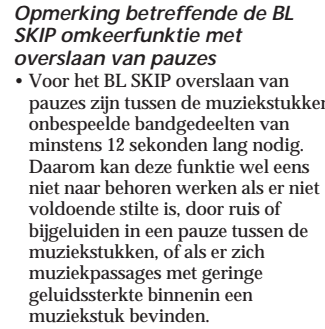 Opmerking betreffende de BL
SKIP omkeerfunktie met
overslaan van pauzes
• Voor het BL SKIP overslaan van
pauzes zijn tussen de muziekstukken
onbespeelde bandgedeelten van
minstens 12 sekonden lang nodig.
Daarom kan deze funktie wel eens
niet naar behoren werken als er niet
voldoende stilte is, door ruis of
bijgeluiden in een pauze tussen de
muziekstukken, of als er zich
muziekpassages met geringe
geluidssterkte binnenin een
muziekstuk bevinden.